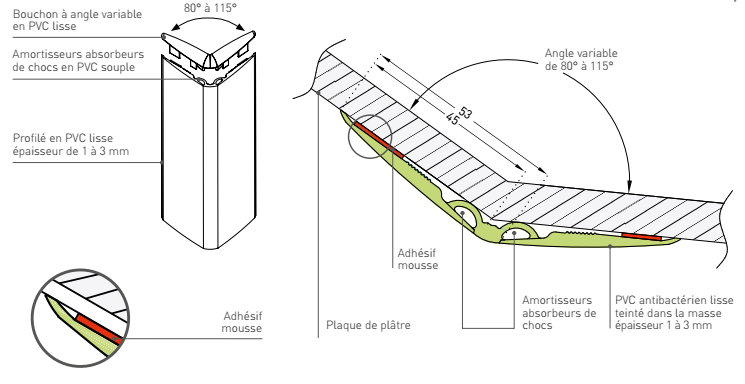 Bouchon à angle variable
en PVC lisse
80° à 115°
Amortisseurs absorbeurs
de chocs en PVC souple
Profilé en PVC lisse
épaisseur de 1 à 3 mm
Adhésif
mousse
Angle variable
de 80° à 115°
53
45
Adhésif
mousse
Plaque de plâtre
Amortisseurs
absorbeurs de
chocs
PVC antibactérien lisse
teinté dans la masse
épaisseur 1 à 3 mm